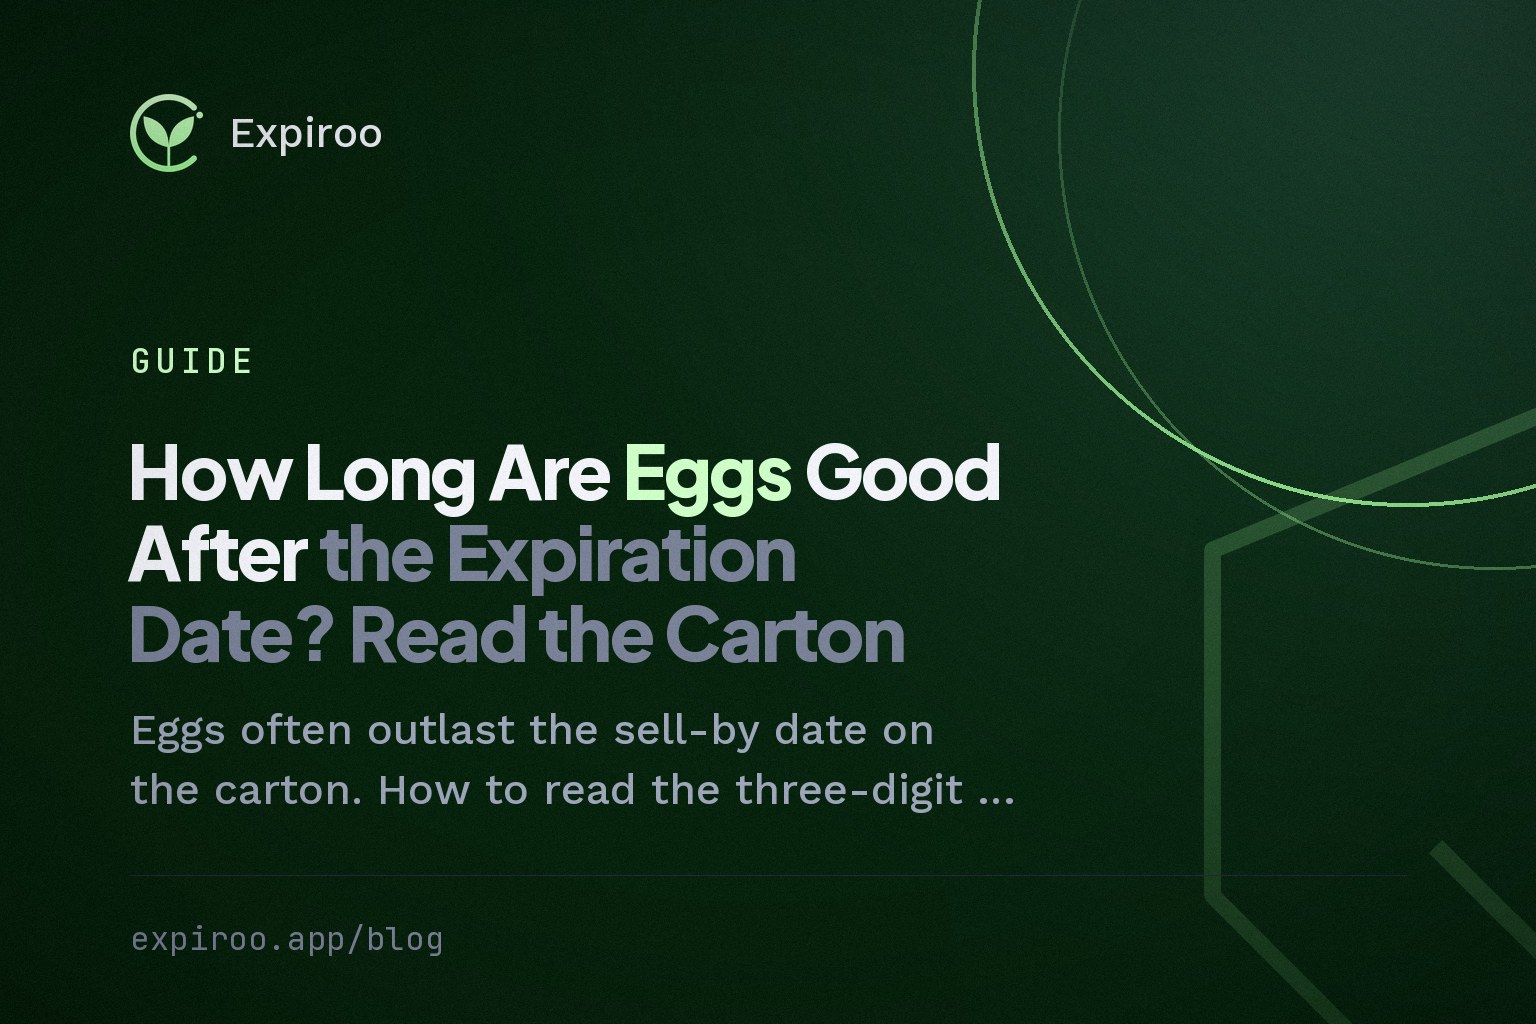 Expiroo
GUIDE
How Long Are Eggs Good
After the Expiration
Date? Read the Carton
Eggs often outlast the sell-by date on
the carton. How to read the three-digit ...
expiroo.app/blog